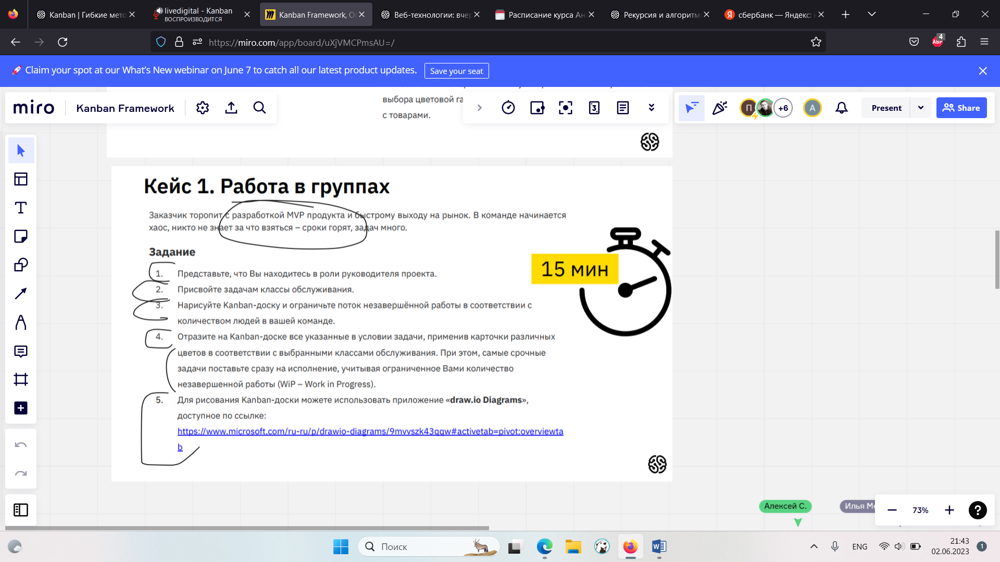 Kanban | Гибкие мето
livedigital - Kanban
ВОСПРОИЗВОДИТСЯ
Kanban Framework, О
Веб-технологии: вчер
Расписание курса Ан
Рекурсия и алгоритм
сбербанк — Яндекс:
https://miro.com/app/board/uXjVMCPmsAU=/
ABP
4
Claim your spot at our What's New webinar on June 7 to catch all our latest product updates.
Save your seat
miro
Kanban Framework
выбора цветовой га
с товарами.
3
П
+6
A
Present
Share
Кейс 1. Работа в группах
Заказчик торопит с разработкой MVP продукта и быстрому выходу на рынок. В команде начинается
хаос, никто не знает за что взяться – сроки горят, задач много.
Задание
15 мин
1. Представьте, что Вы находитесь в роли руководителя проекта.
2. Присвойте задачам классы обслуживания.
3. Нарисуйте Kanban-доску и ограничьте поток незавершённой работы в соответствии с
количеством людей в вашей команде.
4. Отразите на Kanban-доске все указанные в условии задачи, применив карточки различных
цветов в соответствии с выбранными классами обслуживания. При этом, самые срочные
задачи поставьте сразу на исполнение, учитывая ограниченное Вами количество
незавершенной работы (WiP – Work in Progress).
5. Для рисования Kanban-доски можете использовать приложение «draw.io Diagrams»,
доступное по ссылке:
https://www.microsoft.com/ru-ru/p/drawio-diagrams/9mvvszk43qqw#activetab=pivot:overviewta
b
Алексей С.
Илья М
73%
?
Поиск
ENG
21:43
02.06.2023
1